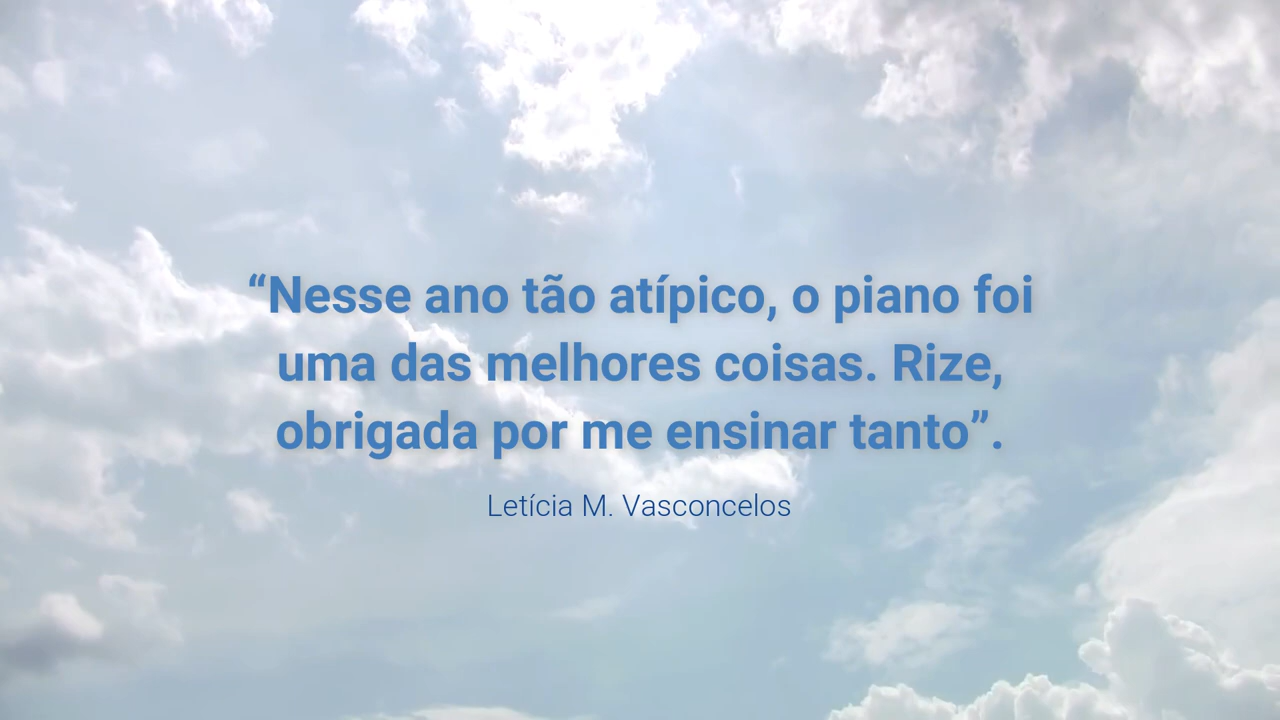 “Nesse ano tão atípico, o piano foi
uma das melhores coisas. Rize,
obrigada por me ensinar tanto”.
Letícia M. Vasconcelos